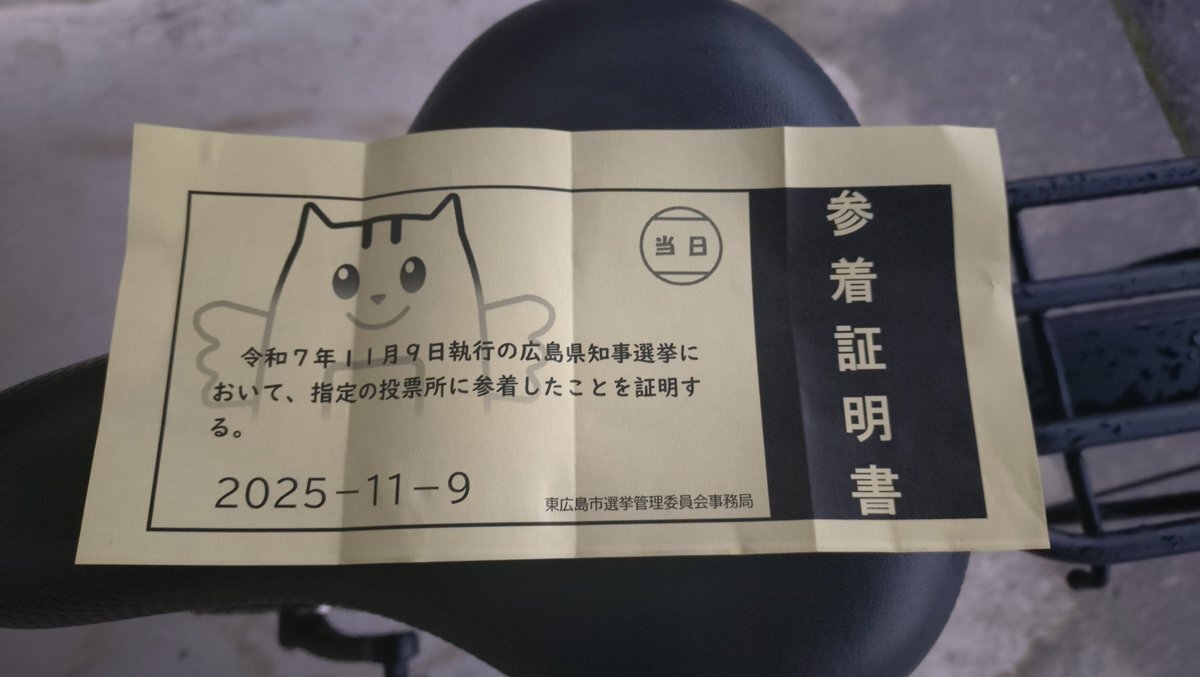 参着証明書
当日
令和7年11月9日執行の広島県知事選挙に
おいて、指定の投票所に参着したことを証明す
る。
2025-11-9
東広島市選挙管理委員会事務局